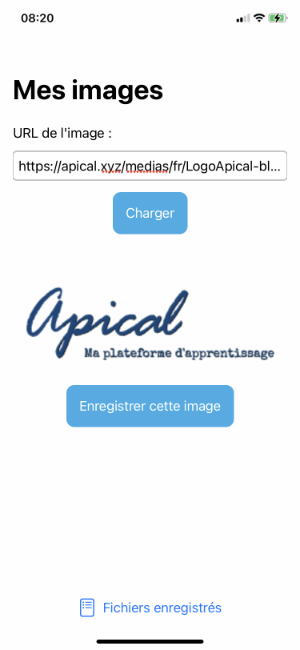 08:20
Mes images
URL de l'image :
https://apical.xyz/medias/fr/LogoApical-bl...
Charger
Apical
Ma plateforme d'apprentissage
Enregistrer cette image
Fichiers enregistrés